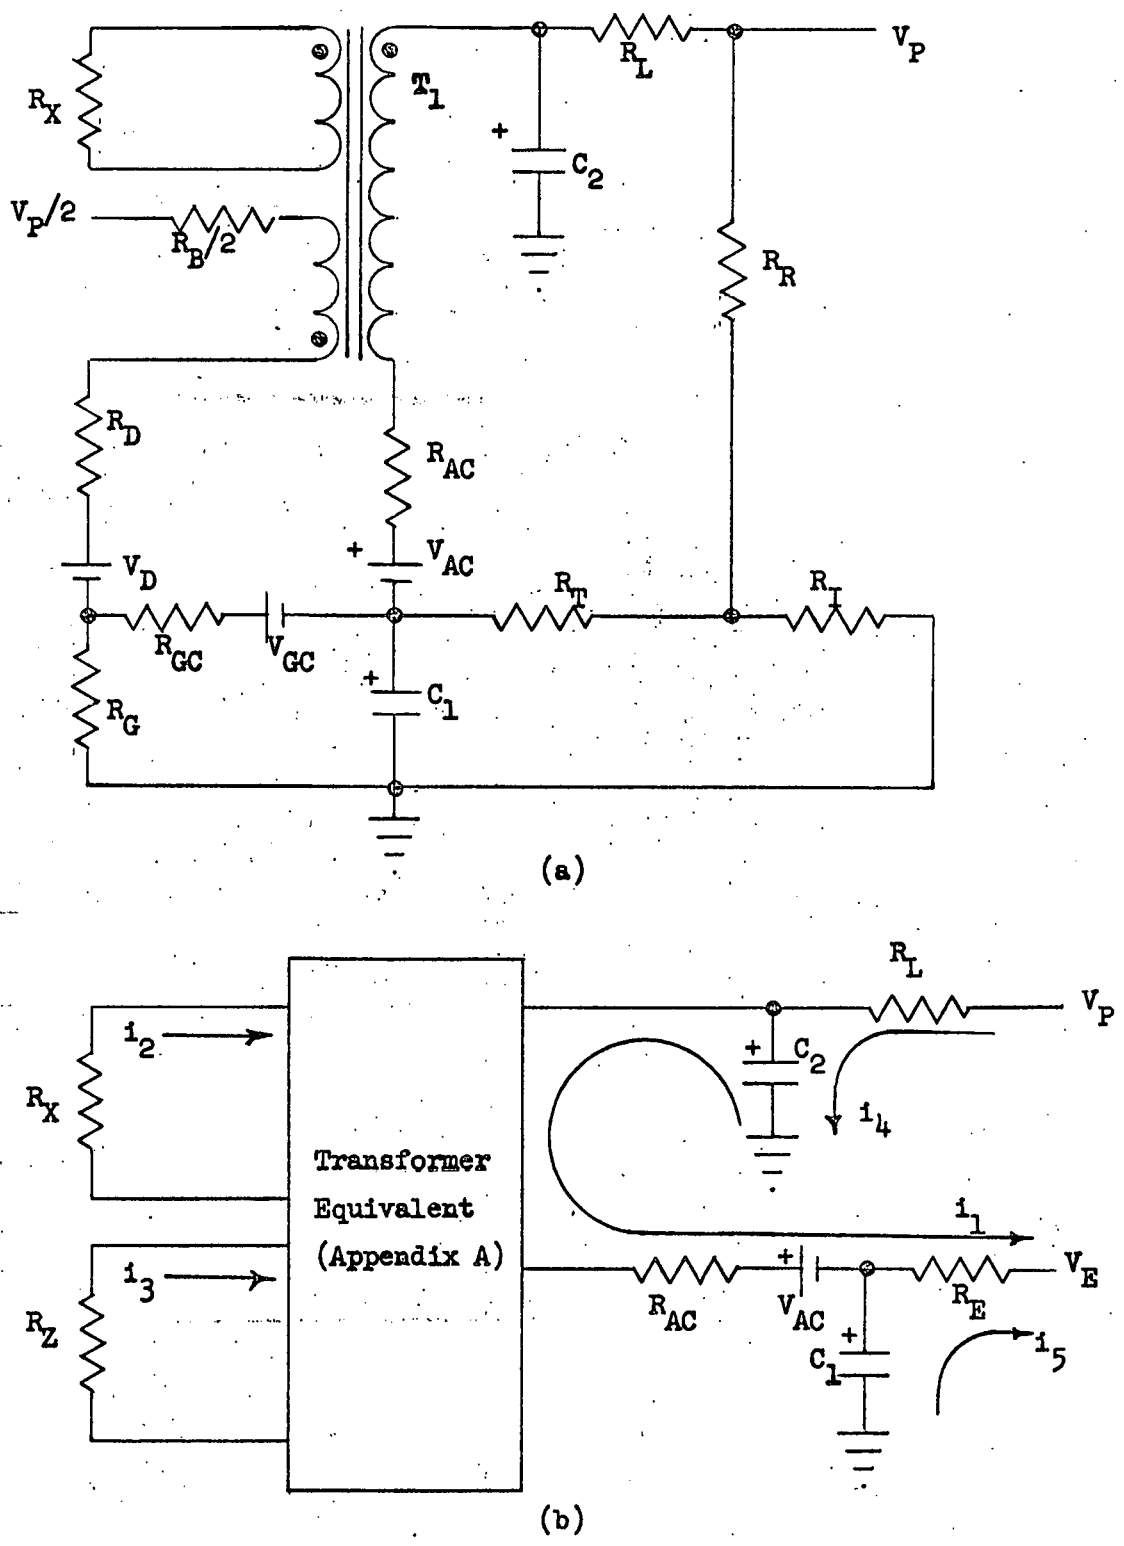 V_P
R_L
T_1
R_X
C_2
V_P/2
R_B/2
R_R
R_D
R_AC
+
V_AC
V_D
R_T
R_I
R_GC
V_GC
+
C_1
R_G
+
(a)
R_L
V_P
i_2
+
C_2
R_X
i_4
Transformer
Equivalent
(Appendix A)
i_1
i_3
+
V_E
R_AC
V_AC
R_E
R_Z
+
C_1
i_5
(b)